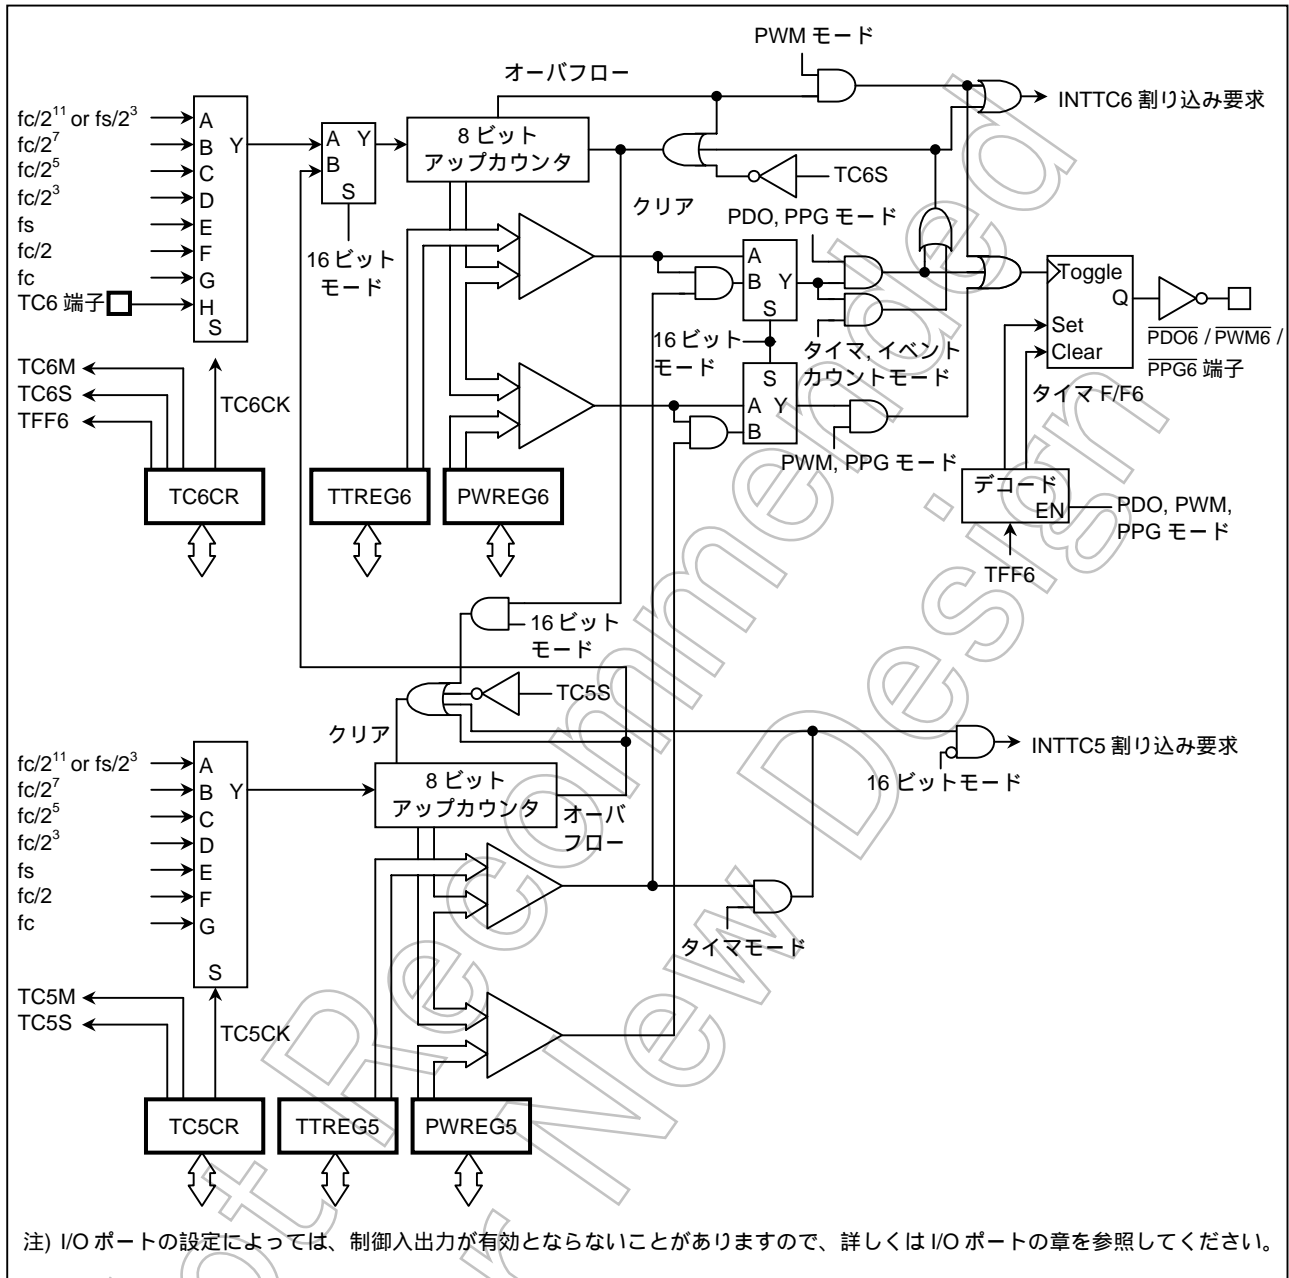 PWM モード
オーバフロー
INTTC6 割り込み要求
fc/2¹¹ or fs/2³
fc/2⁷
fc/2⁵
fc/2³
fs
fc/2
fc
TC6 端子
A
B
C
D
E
F
G
H
S
Y
A
B
Y
S
16 ビット
モード
8 ビット
アップカウンタ
TC6S
クリア
PDO, PPG モード
A
B
Y
S
16 ビット
モード
タイマ, イベント
カウントモード
S
A
B
Y
PWM, PPG モード
Toggle
Q
Set
Clear
タイマ F/F6
PDO6 / PWM6 /
PPG6 端子
デコード
EN
PDO, PWM,
PPG モード
TFF6
TC6M
TC6S
TFF6
TC6CK
TC6CR
TTREG6
PWREG6
16 ビット
モード
TC5S
クリア
INTTC5 割り込み要求
16 ビットモード
fc/2¹¹ or fs/2³
fc/2⁷
fc/2⁵
fc/2³
fs
fc/2
fc
A
B
C
D
E
F
G
S
Y
8 ビット
アップカウンタ
オーバ
フロー
タイマモード
TC5M
TC5S
TC5CK
TC5CR
TTREG5
PWREG5
注) I/O ポートの設定によっては、制御入出力が有効とならないことがありますので、詳しくは I/O ポートの章を参照してください。
Not Recommended
for New Design